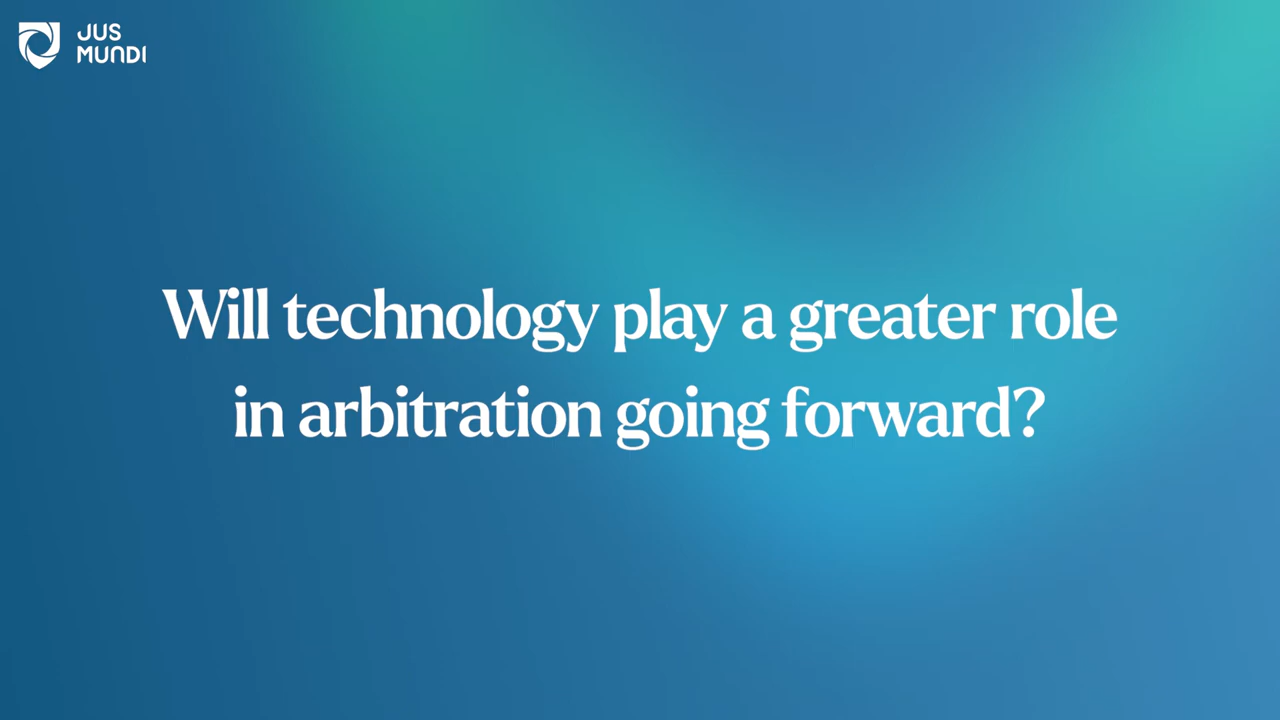 JUS
MUNDI
Will technology play a greater role
in arbitration going forward?